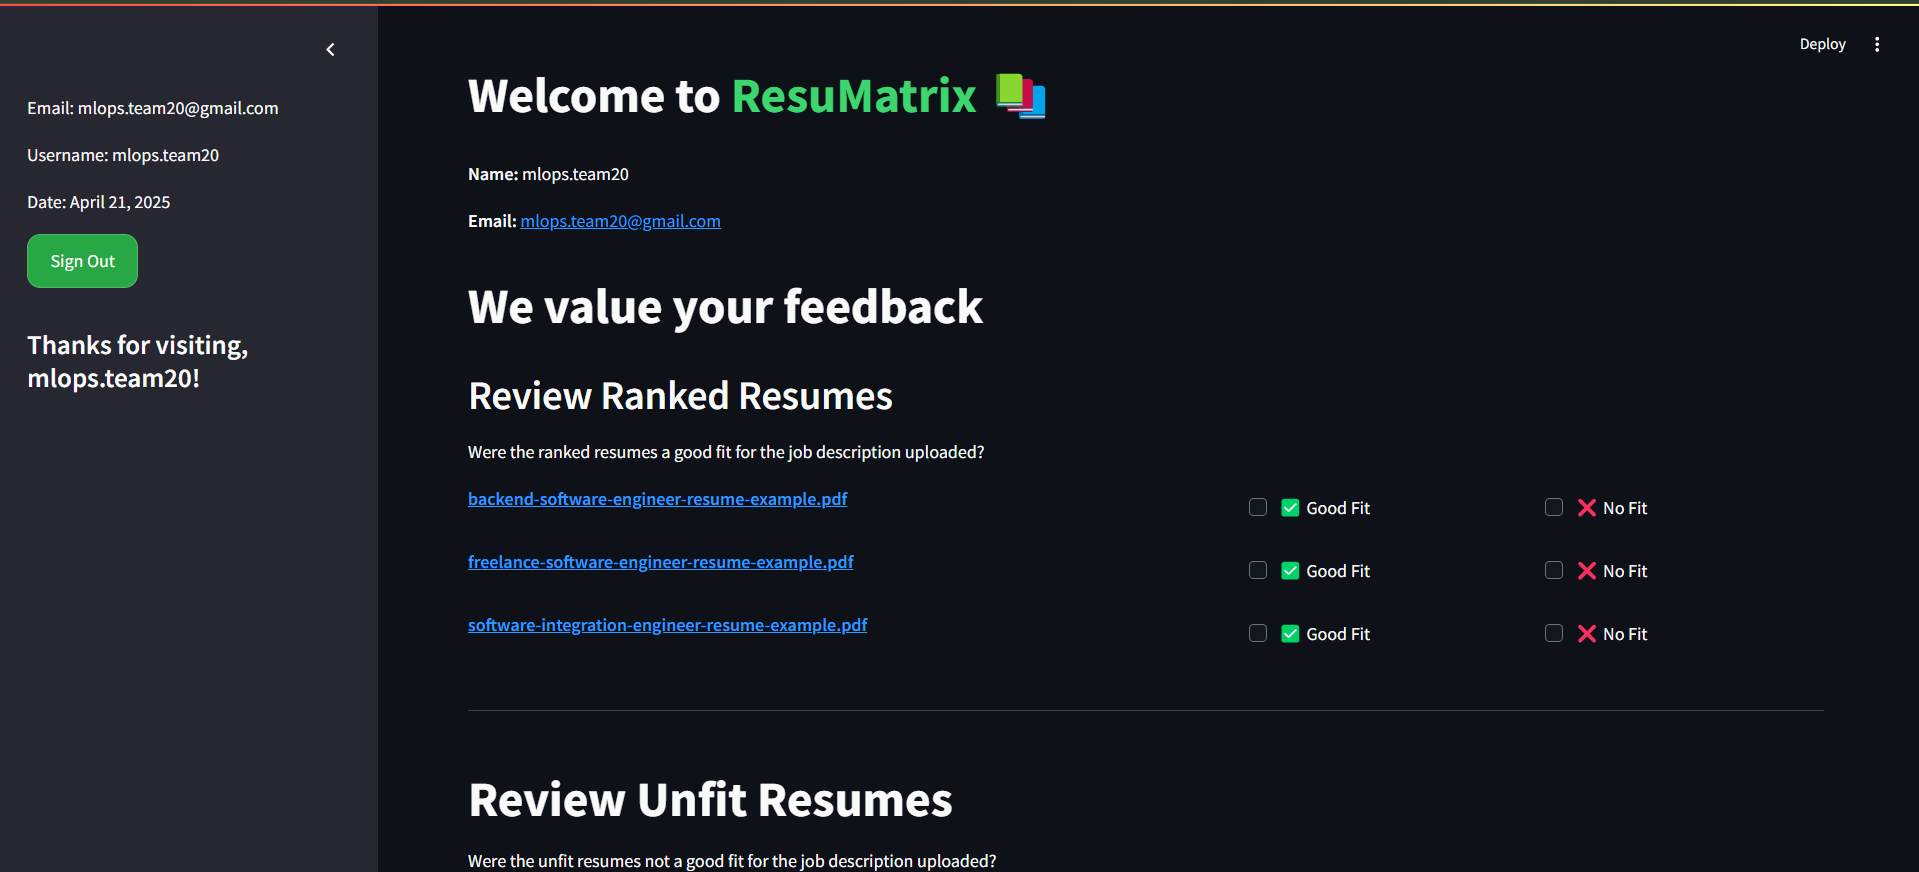 Deploy
Email: mlops.team20@gmail.com
Username: mlops.team20
Date: April 21, 2025
Sign Out
Thanks for visiting,
mlops.team20!
Welcome to ResuMatrix
Name: mlops.team20
Email: mlops.team20@gmail.com
We value your feedback
Review Ranked Resumes
Were the ranked resumes a good fit for the job description uploaded?
backend-software-engineer-resume-example.pdf Good Fit No Fit
freelance-software-engineer-resume-example.pdf Good Fit No Fit
software-integration-engineer-resume-example.pdf Good Fit No Fit
Review Unfit Resumes
Were the unfit resumes not a good fit for the job description uploaded?